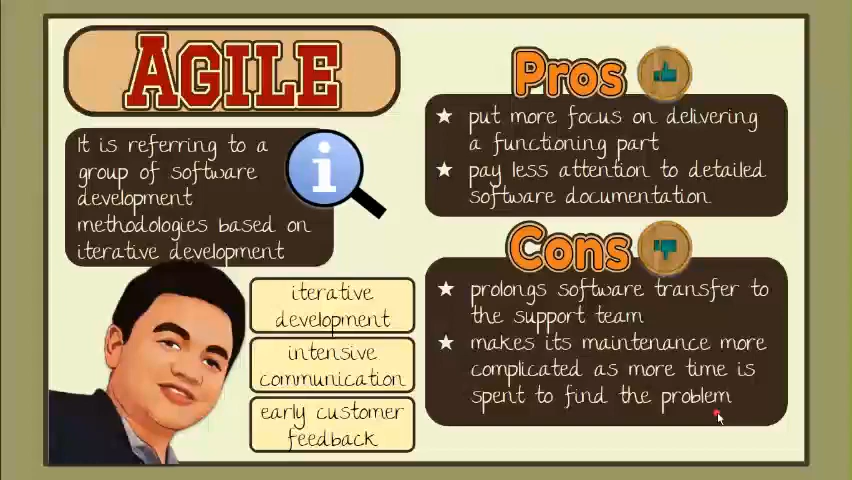 AGILE
It is referring to a
group of software
development
methodologies based on
iterative development
iterative
development
intensive
communication
early customer
feedback
Pros
put more focus on delivering
a functioning part
pay less attention to detailed
software documentation
Cons
prolongs software transfer to
the support team
makes its maintenance more
complicated as more time is
spent to find the problem